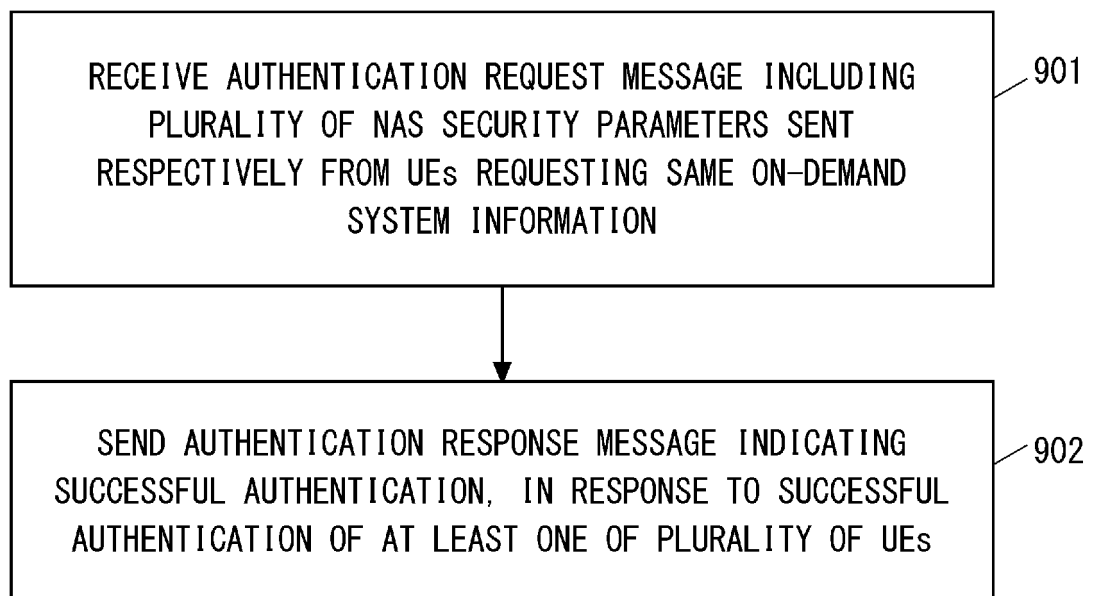 RECEIVE AUTHENTICATION REQUEST MESSAGE INCLUDING
PLURALITY OF NAS SECURITY PARAMETERS SENT
RESPECTIVELY FROM UEs REQUESTING SAME ON-DEMAND
SYSTEM INFORMATION
901
SEND AUTHENTICATION RESPONSE MESSAGE INDICATING
SUCCESSFUL AUTHENTICATION, IN RESPONSE TO SUCCESSFUL
AUTHENTICATION OF AT LEAST ONE OF PLURALITY OF UEs
902